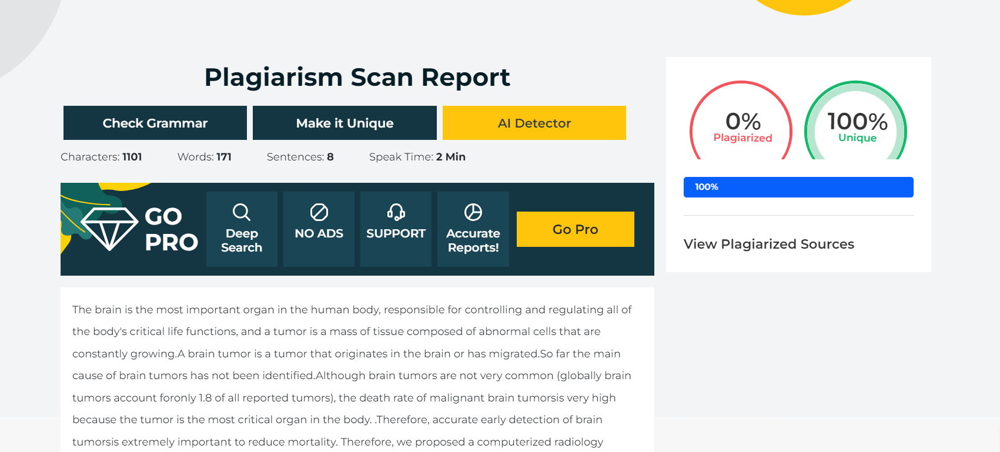 Plagiarism Scan Report
Check Grammar
Make it Unique
AI Detector
Characters: 1101
Words: 171
Sentences: 8
Speak Time: 2 Min
GO
PRO
Deep
Search
NO ADS
SUPPORT
Accurate
Reports!
Go Pro
The brain is the most important organ in the human body, responsible for controlling and regulating all of
the body's critical life functions, and a tumor is a mass of tissue composed of abnormal cells that are
constantly growing.A brain tumor is a tumor that originates in the brain or has migrated.So far the main
cause of brain tumors has not been identified.Although brain tumors are not very common (globally brain
tumors account foronly 1.8 of all reported tumors), the death rate of malignant brain tumorsis very high
because the tumor is the most critical organ in the body. .Therefore, accurate early detection of brain
tumorsis extremely important to reduce mortality. Therefore, we proposed a computerized radiology
0%
Plagiarized
100%
Unique
100%
View Plagiarized Sources